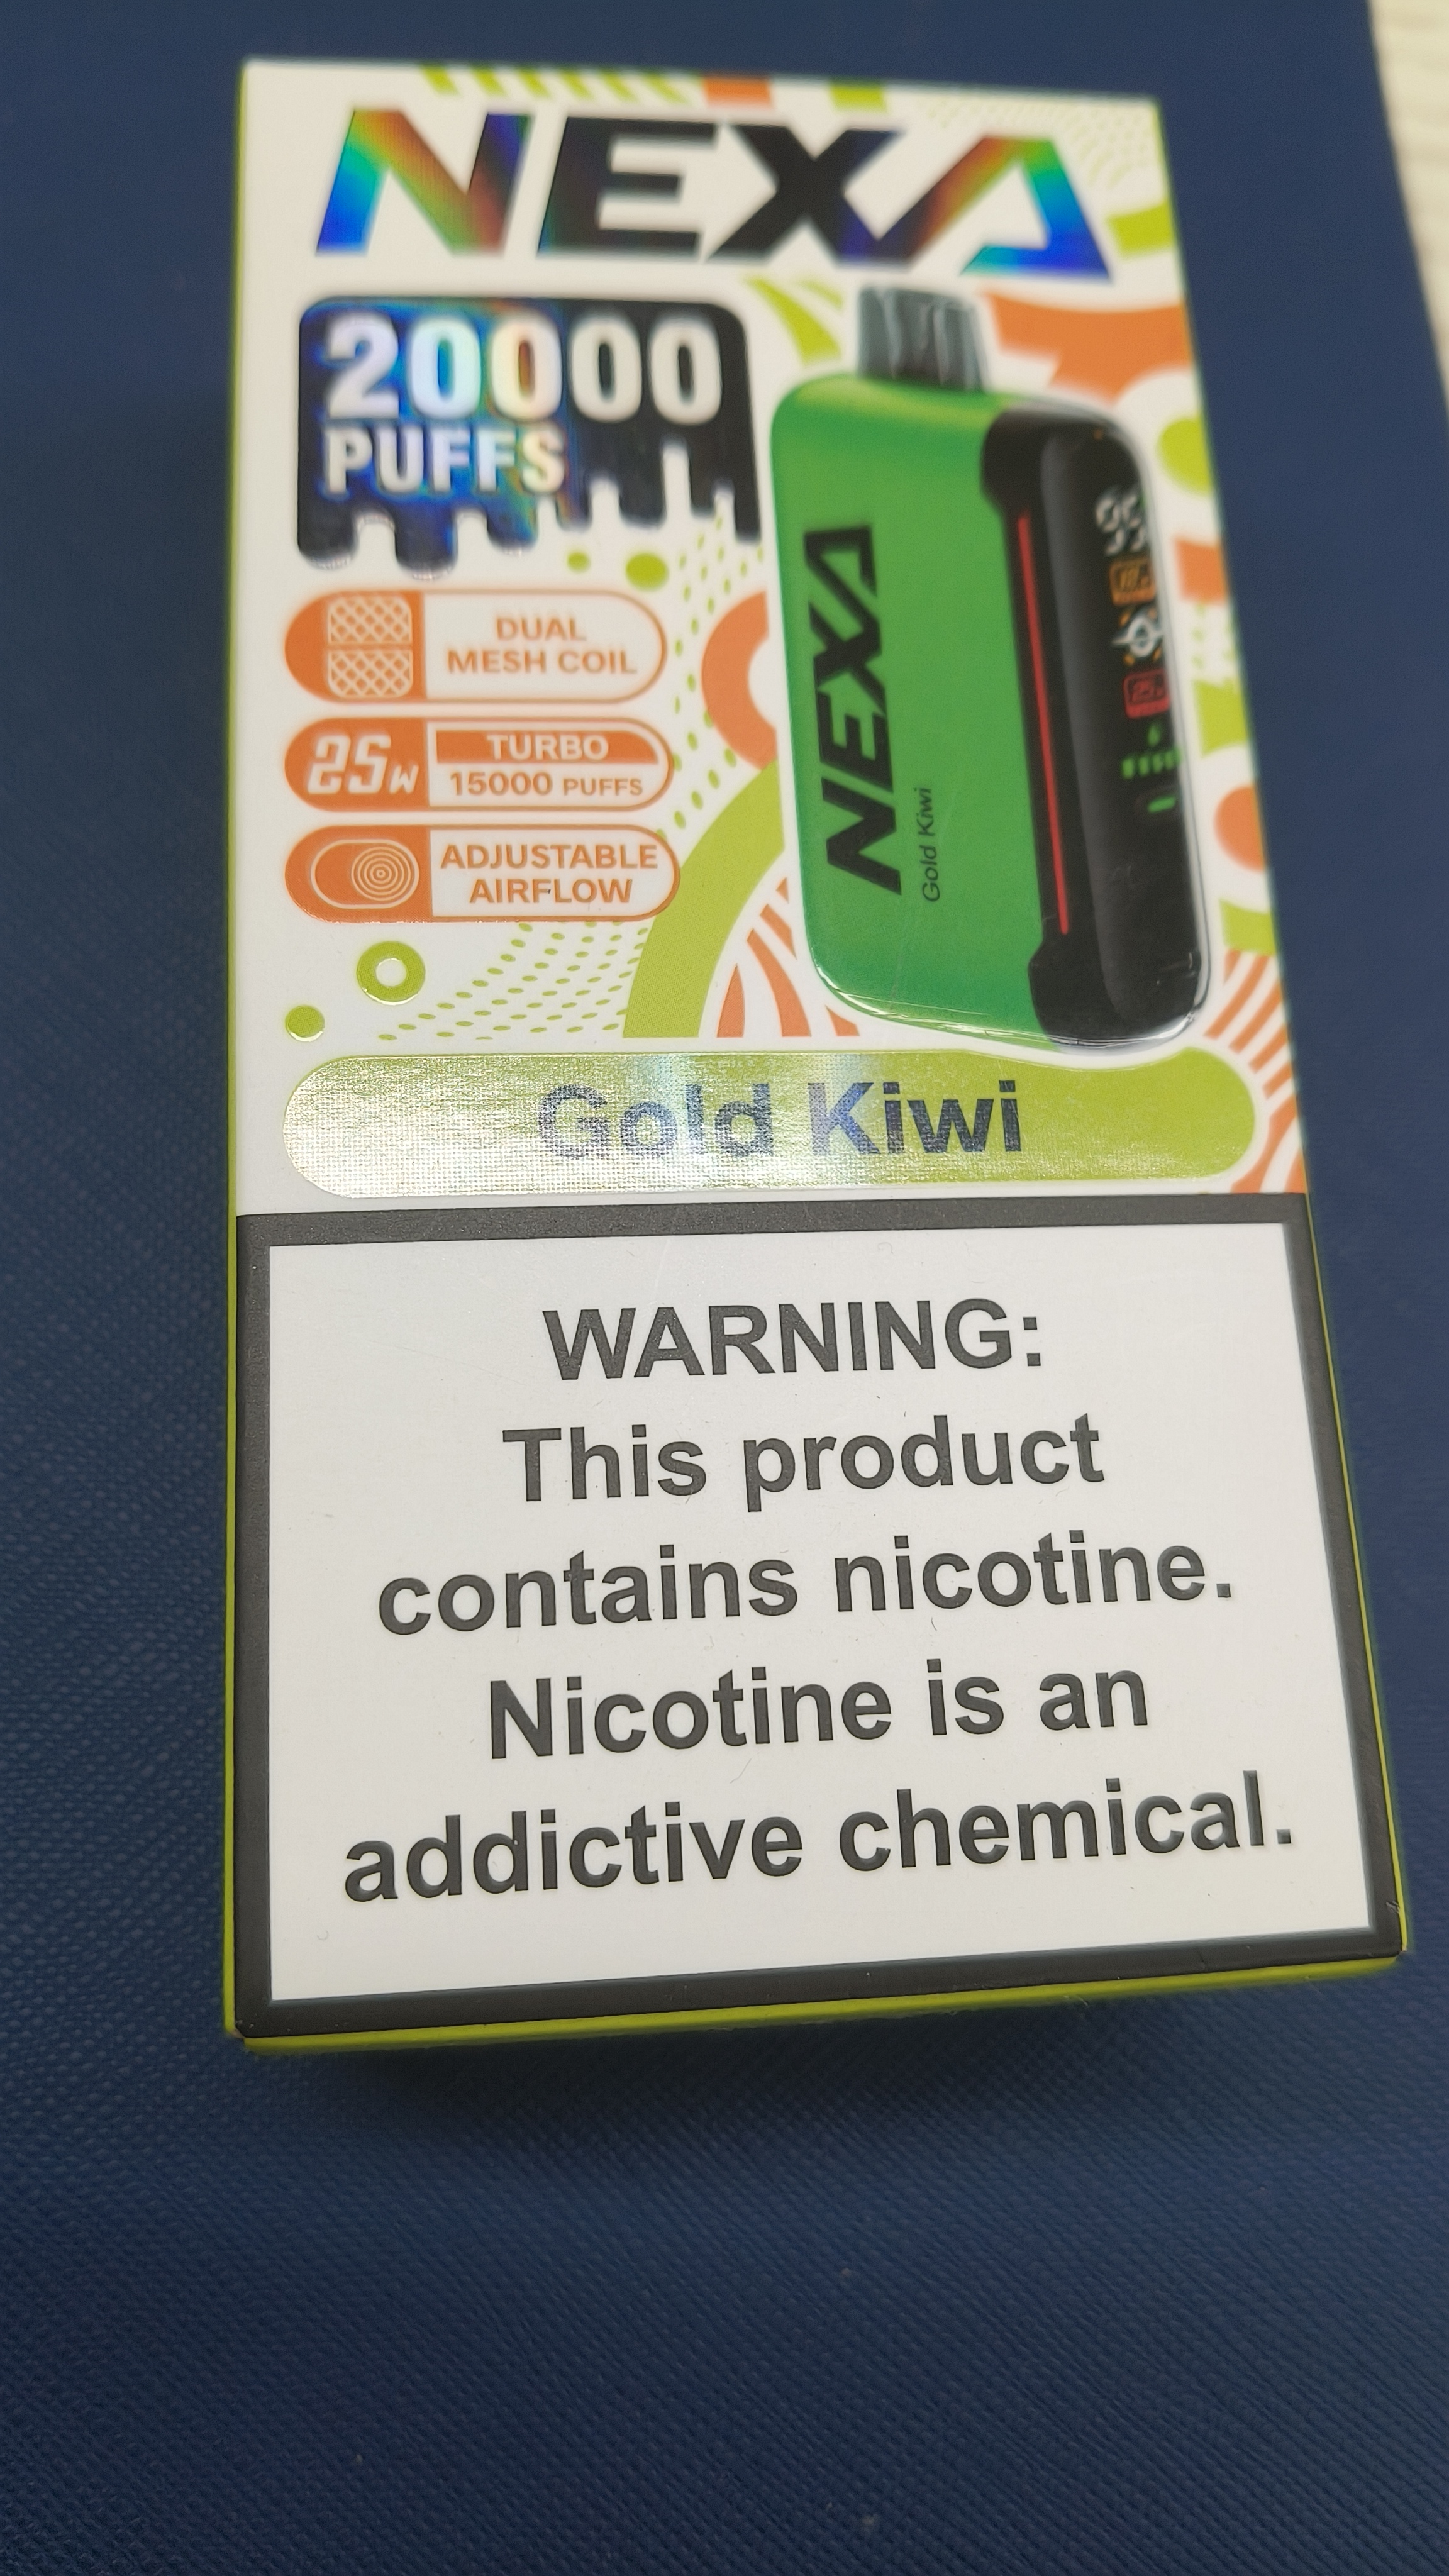 NEXA
20000
PUFFS
DUAL
MESH COIL
25W
TURBO
15000 PUFFS
ADJUSTABLE
AIRFLOW
NEXA
Gold Kiwi
95
Gold Kiwi
WARNING:
This product
contains nicotine.
Nicotine is an
addictive chemical.